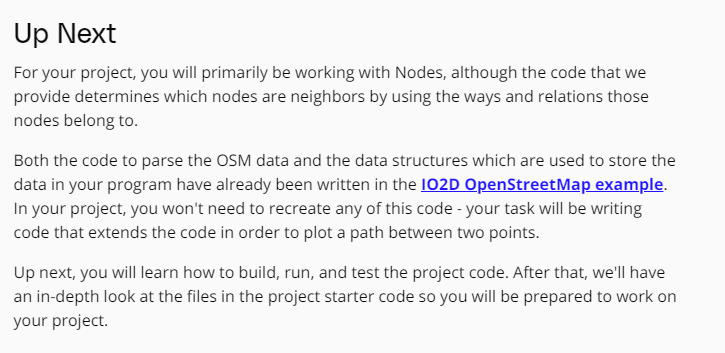 Up Next
For your project, you will primarily be working with Nodes, although the code that we
provide determines which nodes are neighbors by using the ways and relations those
nodes belong to.
Both the code to parse the OSM data and the data structures which are used to store the
data in your program have already been written in the IO2D OpenStreetMap example.
In your project, you won't need to recreate any of this code - your task will be writing
code that extends the code in order to plot a path between two points.
Up next, you will learn how to build, run, and test the project code. After that, we'll have
an in-depth look at the files in the project starter code so you will be prepared to work on
your project.